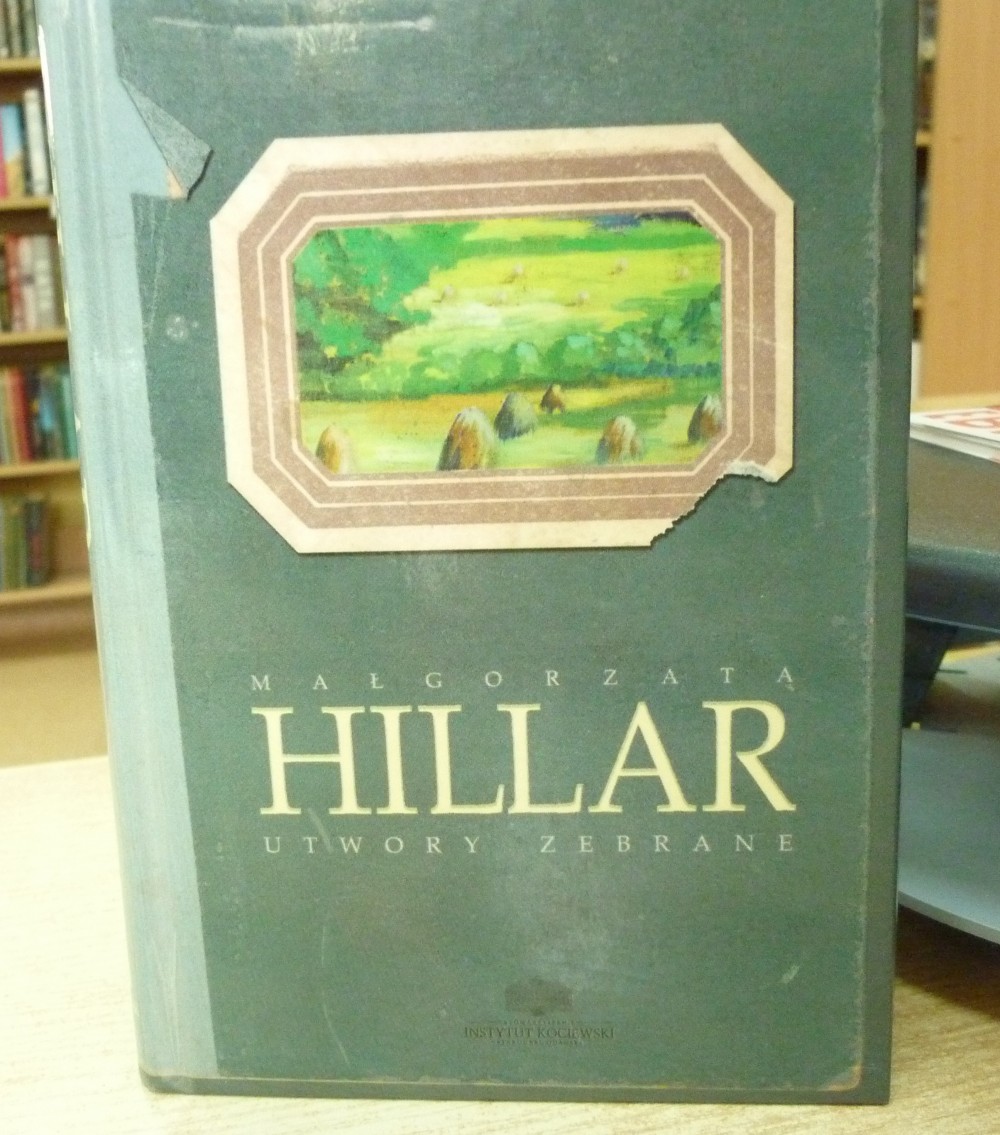 MAŁGORZATA
HILLAR
UTWORY ZEBRANE
INSTYTUT KOCIEWSKI